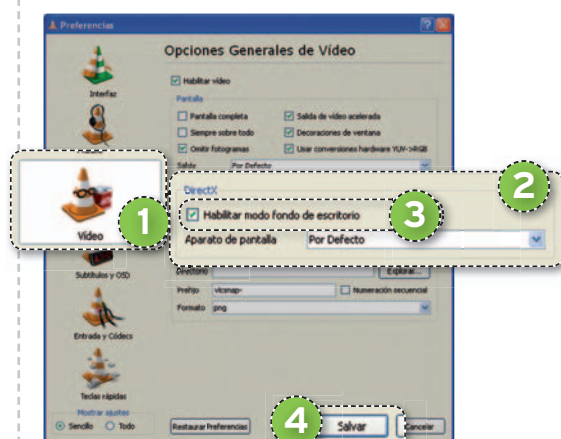 Preferencias
Opciones Generales de Vídeo
Interfaz
Habilitar vídeo
Pantalla
Pantalla completa
Salida de vídeo acelerada
Siempre sobre todo
Decoraciones de ventana
Omitir fotogramas
Usar conversiones hardware YUV->RGB
Salida
Por Defecto
Vídeo
1
2
DirectX
Habilitar modo fondo de escritorio
3
Aparato de pantalla
Por Defecto
Subtítulos y OSD
Directorio
Explorar...
Prefijo
vlcsnap-
Numeración secuencial
Formato
png
Entrada y Códecs
Teclas rápidas
Mostrar ajustes
Sencillo
Todo
Restaurar Preferencias
4
Salvar
Cancelar